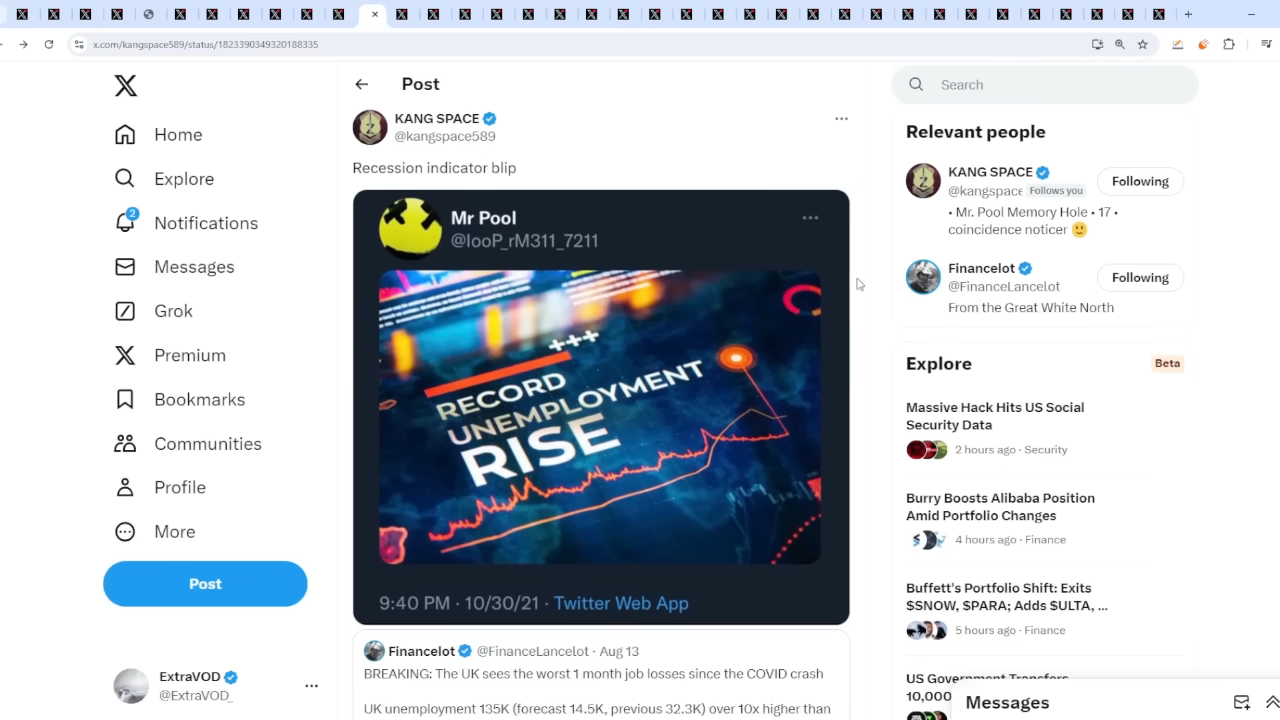 x.com/kangspace589/status/1823390349320188335
Home
Explore
Notifications
2
Messages
Grok
Premium
Bookmarks
Communities
Profile
More
Post
ExtraVOD
@ExtraVOD_
Post
KANG SPACE
@kangspace589
Recession indicator blip
Mr Pool
@looP_rM311_7211
+++
RECORD
UNEMPLOYMENT
RISE
9:40 PM · 10/30/21 · Twitter Web App
Financelot @FinanceLancelot · Aug 13
BREAKING: The UK sees the worst 1 month job losses since the COVID crash
UK unemployment 135K (forecast 14.5K, previous 32.3K) over 10x higher than
Search
Relevant people
KANG SPACE
@kangspace Follows you
Following
• Mr. Pool Memory Hole • 17 •
coincidence noticer 🙂
Financelot
@FinanceLancelot
Following
From the Great White North
Explore
Beta
Massive Hack Hits US Social
Security Data
2 hours ago · Security
Burry Boosts Alibaba Position
Amid Portfolio Changes
4 hours ago · Finance
Buffett's Portfolio Shift: Exits
$SNOW, $PARA; Adds $ULTA, ...
5 hours ago · Finance
US Government Transfers
10,000
Messages